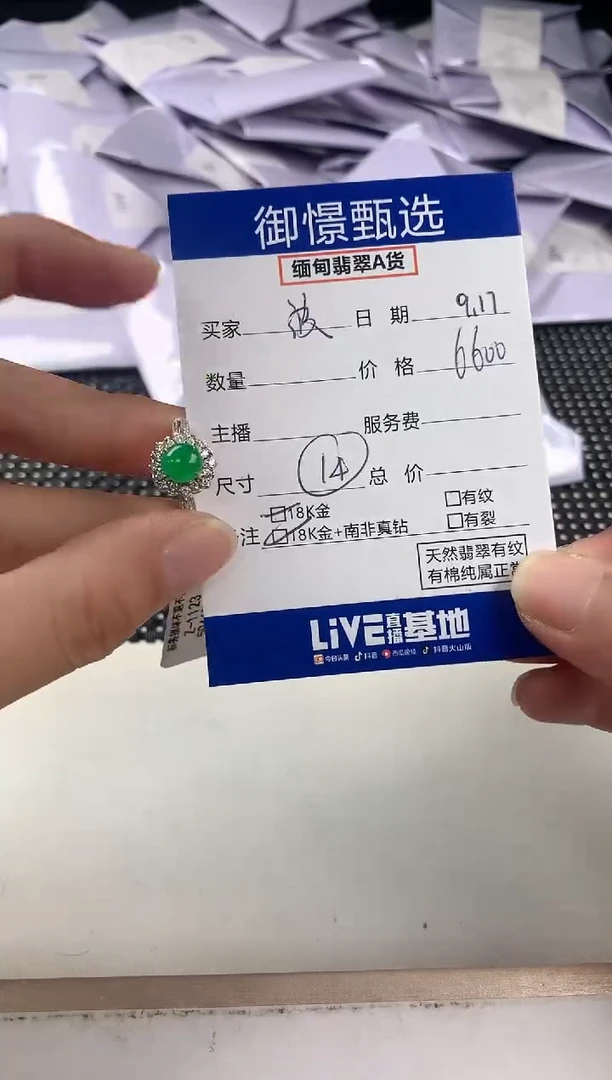 御憬甄选
缅甸翡翠A货
买家 波 日 期 9.17
数量 价 格 6600
主播 服务费
尺寸 14 总 价
□18K金 □有纹
注 □18K金+南非真钻 □有裂
天然翡翠有纹
有棉纯属正常
LiVE直播基地
今日头条 抖音 西瓜视频 抖音火山版
Z-1123